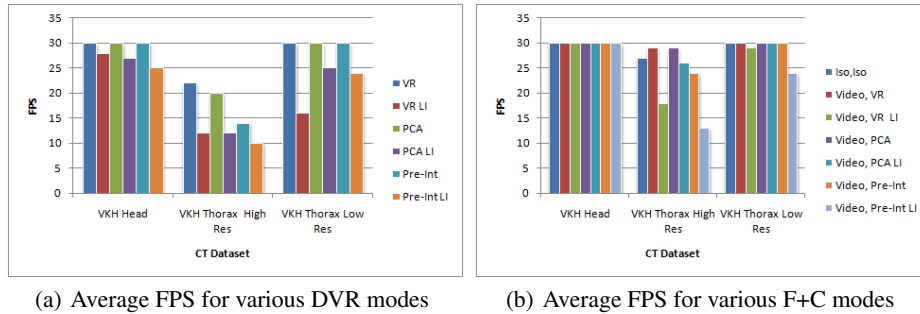 35
30
25
20
15
10
5
0
FPS
VKH Head
VKH Thorax High Res
VKH Thorax Low Res
CT Dataset
VR
VR LI
PCA
PCA LI
Pre-Int
Pre-Int LI
(a) Average FPS for various DVR modes
35
30
25
20
15
10
5
0
FPS
VKH Head
VKH Thorax High Res
VKH Thorax Low Res
CT Dataset
Iso,Iso
Video, VR
Video, VR LI
Video, PCA
Video, PCA LI
Video, Pre-Int
Video, Pre-Int LI
(b) Average FPS for various F+C modes